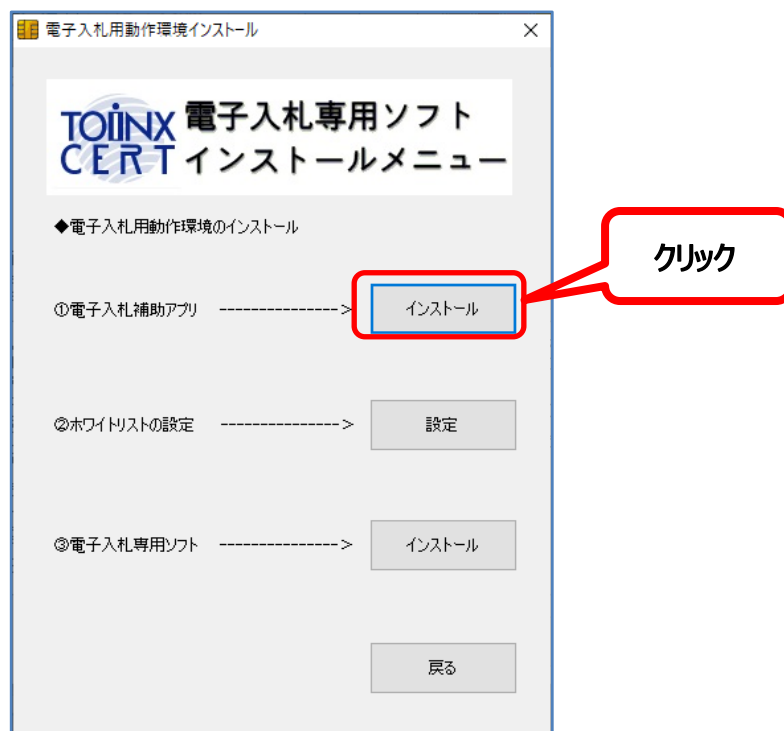 電子入札用動作環境インストール
TOiNX CERT
電子入札専用ソフト
インストールメニュー
◆電子入札用動作環境のインストール
クリック
①電子入札補助アプリ ---------------> インストール
②ホワイトリストの設定 ---------------> 設定
③電子入札専用ソフト ---------------> インストール
戻る